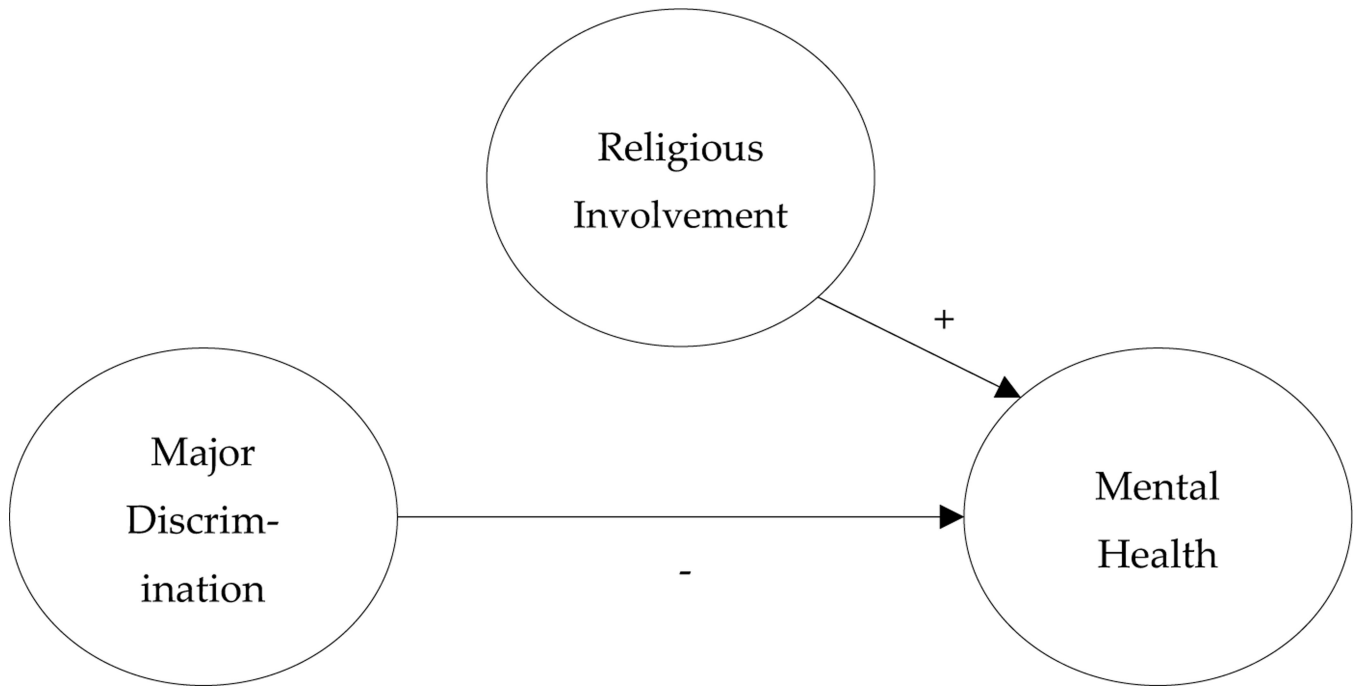 Religious
Involvement
+
Major
Discrim-
ination
-
Mental
Health